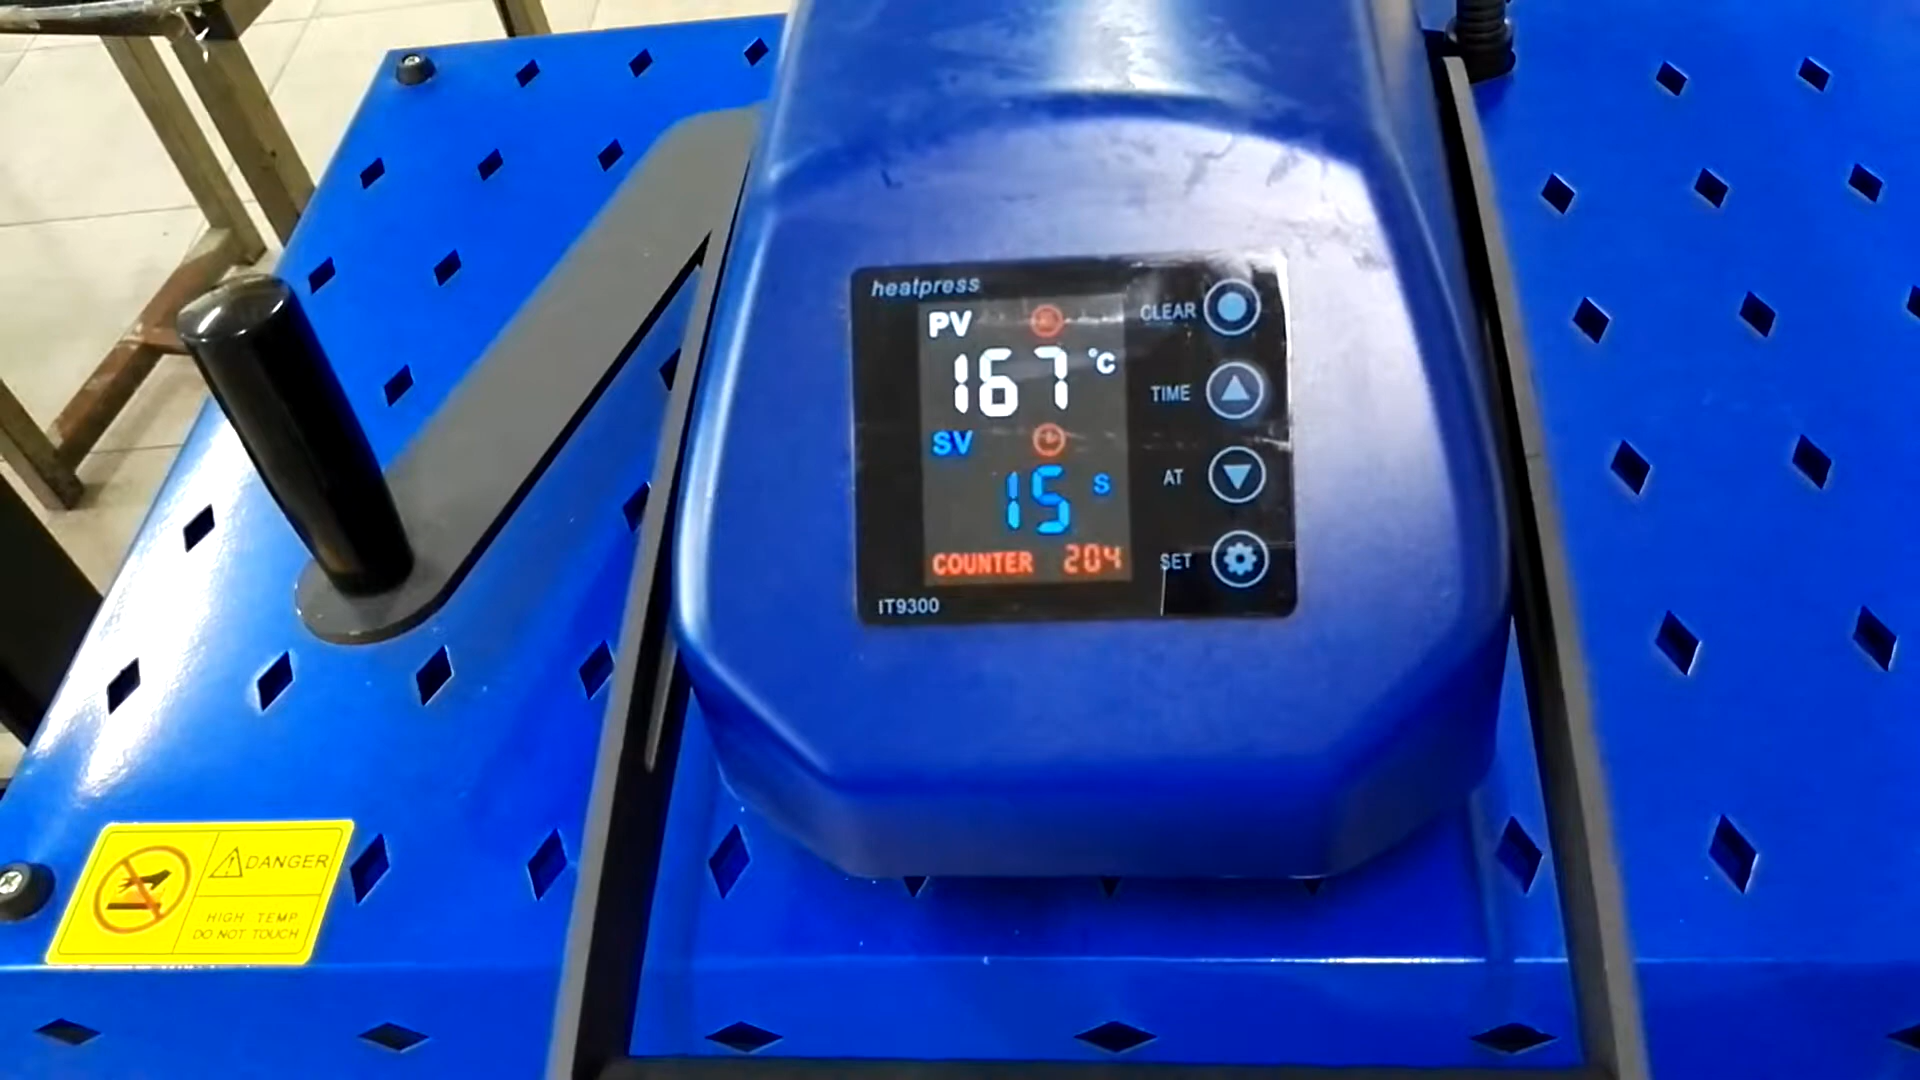 heatpress
PV
167 °C
SV
15 S
COUNTER 204
IT9300
CLEAR
TIME
AT
SET
DANGER
HIGH TEMP
DO NOT TOUCH